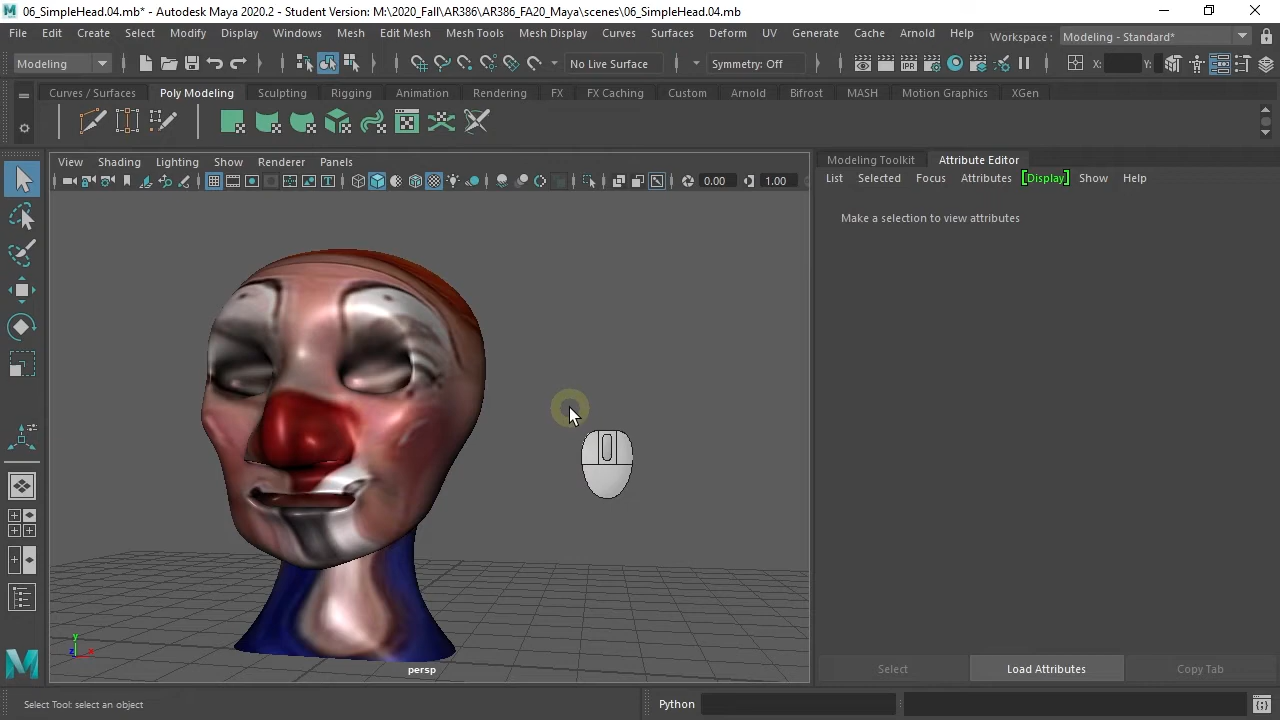 06_SimpleHead.04.mb* - Autodesk Maya 2020.2 - Student Version: M:\2020_Fall\AR386\AR386_FA20_Maya\scenes\06_SimpleHead.04.mb
File Edit Create Select Modify Display Windows Mesh Edit Mesh Mesh Tools Mesh Display Curves Surfaces Deform UV Generate Cache Arnold Help Workspace : Modeling - Standard*
Modeling No Live Surface Symmetry: Off X: Y:
Curves / Surfaces Poly Modeling Sculpting Rigging Animation Rendering FX FX Caching Custom Arnold Bifrost MASH Motion Graphics XGen
View Shading Lighting Show Renderer Panels
0.00 1.00
Modeling Toolkit Attribute Editor
List Selected Focus Attributes [Display] Show Help
Make a selection to view attributes
y
z x
persp
Select Load Attributes Copy Tab
Select Tool: select an object
Python